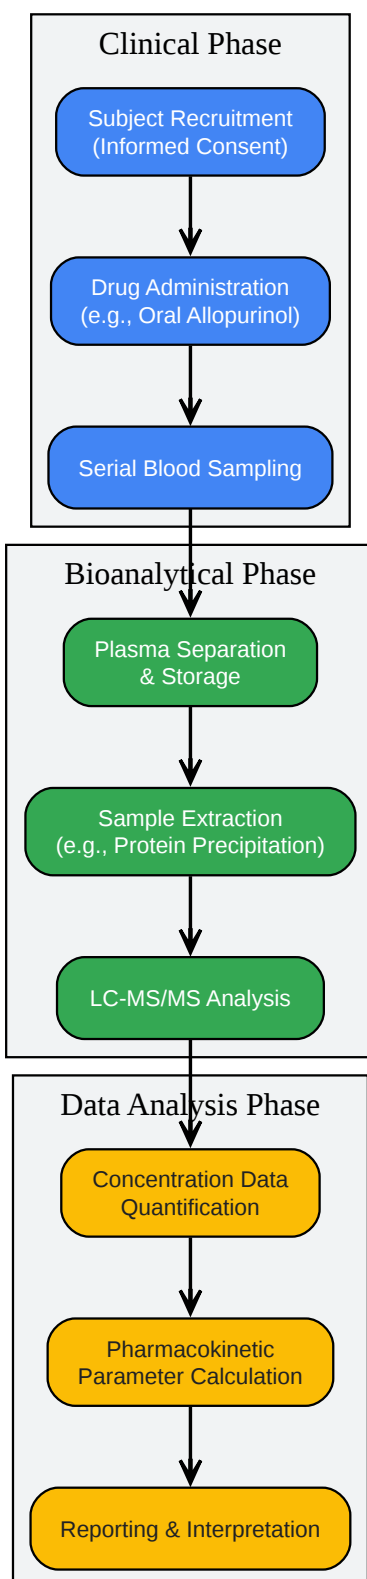 Clinical Phase
Subject Recruitment
(Informed Consent)
Drug Administration
(e.g., Oral Allopurinol)
Serial Blood Sampling
Bioanalytical Phase
Plasma Separation
& Storage
Sample Extraction
(e.g., Protein Precipitation)
LC-MS/MS Analysis
Data Analysis Phase
Concentration Data
Quantification
Pharmacokinetic
Parameter Calculation
Reporting & Interpretation